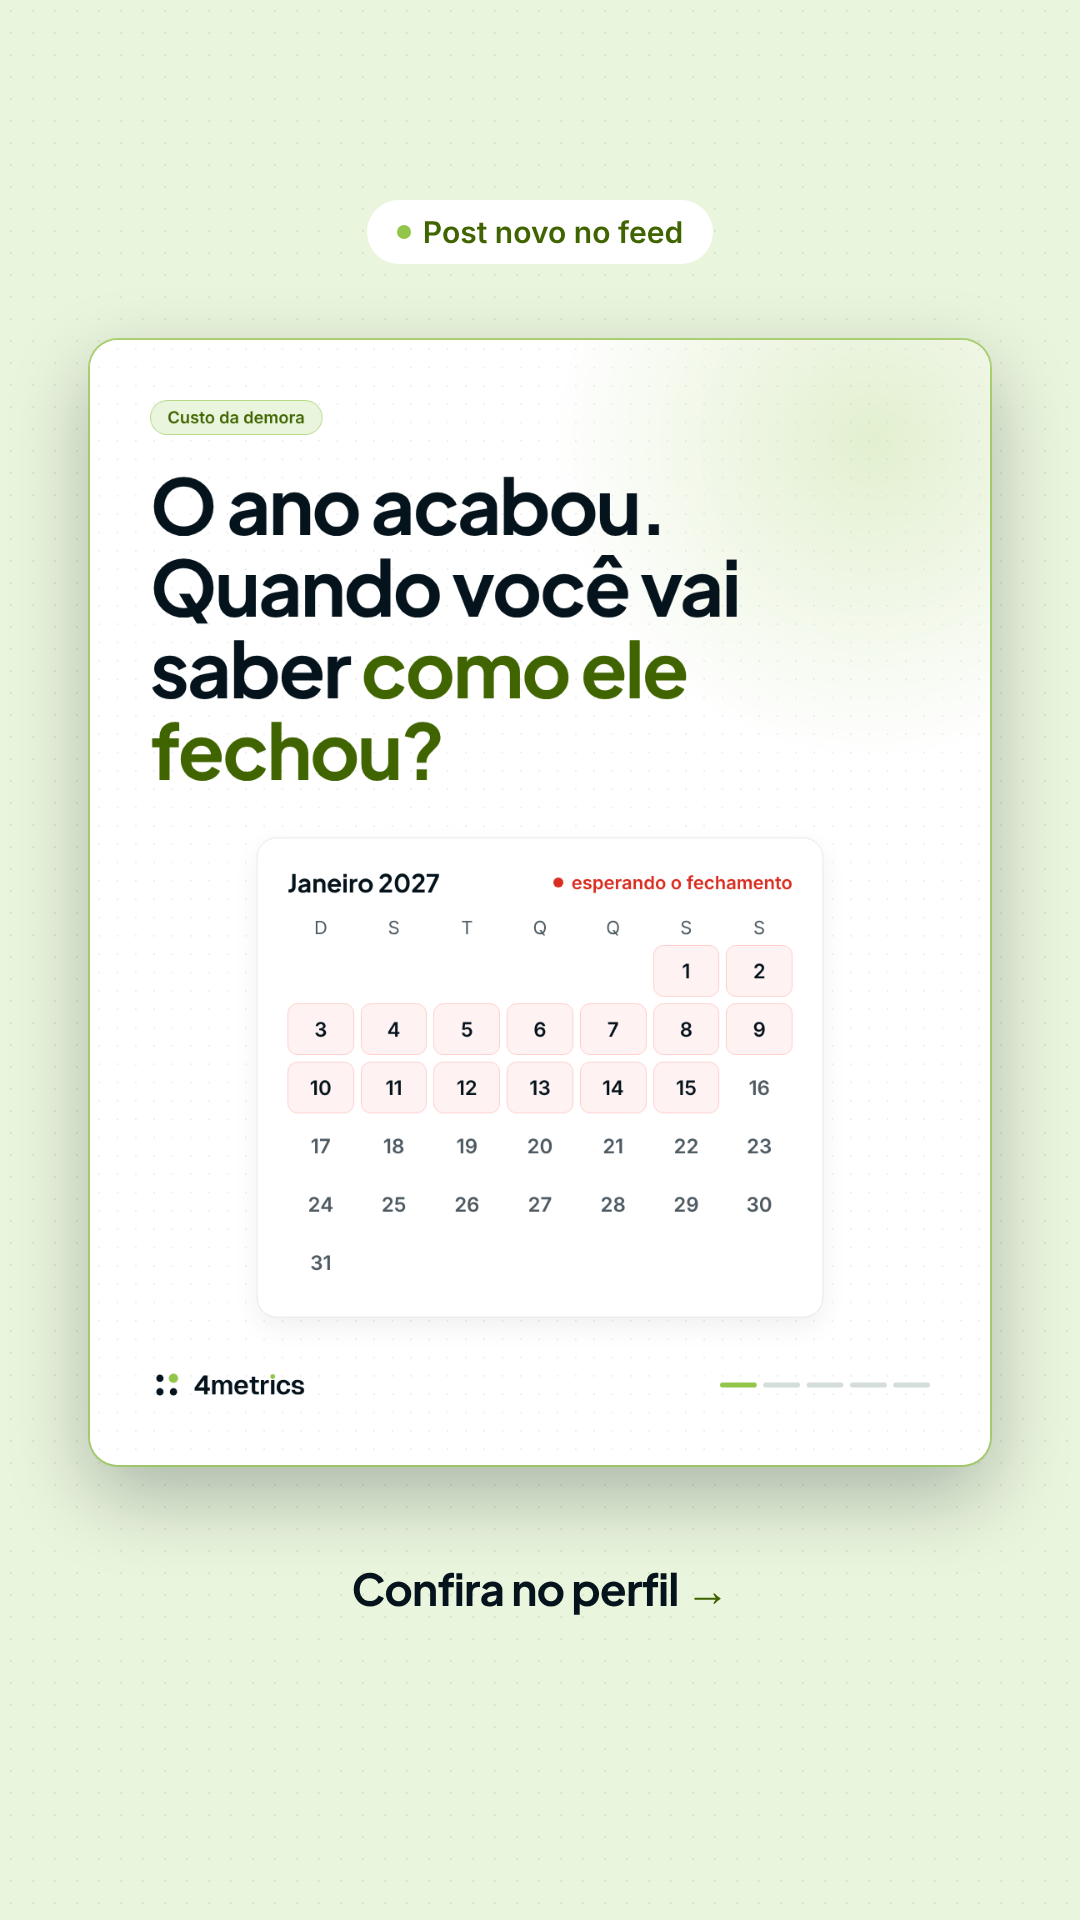 Post novo no feed
Custo da demora
O ano acabou.
Quando você vai
saber como ele
fechou?
Janeiro 2027
esperando o fechamento
D S T Q Q S S
1 2
3 4 5 6 7 8 9
10 11 12 13 14 15 16
17 18 19 20 21 22 23
24 25 26 27 28 29 30
31
4metrics
Confira no perfil →